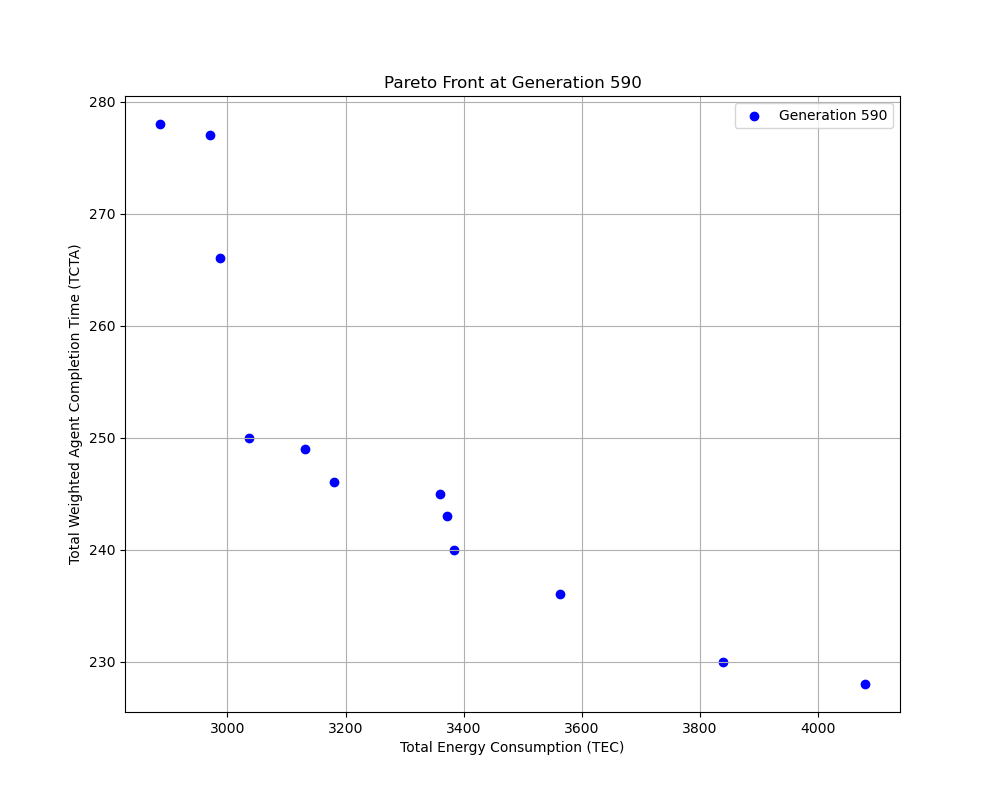 Pareto Front at Generation 590
Generation 590
280
270
260
250
240
230
Total Weighted Agent Completion Time (TCTA)
3000 3200 3400 3600 3800 4000
Total Energy Consumption (TEC)